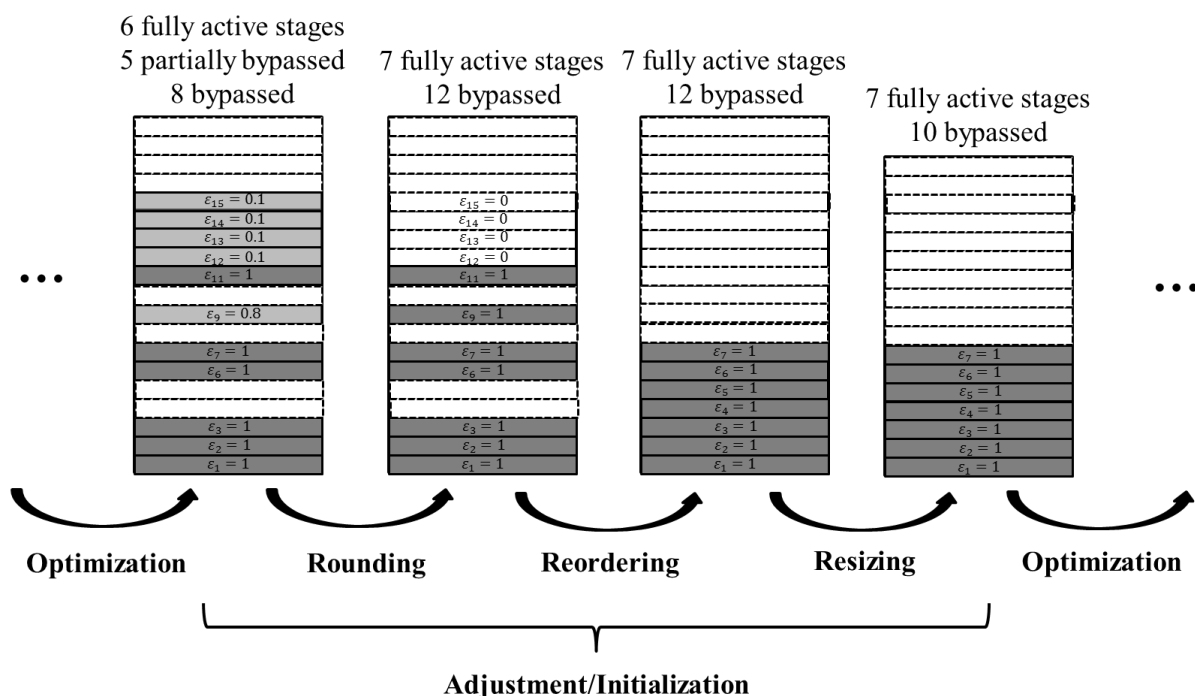 6 fully active stages
5 partially bypassed
8 bypassed
7 fully active stages
12 bypassed
7 fully active stages
12 bypassed
7 fully active stages
10 bypassed
...
ε₁₅ = 0.1
ε₁₄ = 0.1
ε₁₃ = 0.1
ε₁₂ = 0.1
ε₁₁ = 1
ε₉ = 0.8
ε₇ = 1
ε₆ = 1
ε₃ = 1
ε₂ = 1
ε₁ = 1
ε₁₅ = 0
ε₁₄ = 0
ε₁₃ = 0
ε₁₂ = 0
ε₁₁ = 1
ε₉ = 1
ε₇ = 1
ε₆ = 1
ε₃ = 1
ε₂ = 1
ε₁ = 1
ε₇ = 1
ε₆ = 1
ε₅ = 1
ε₄ = 1
ε₃ = 1
ε₂ = 1
ε₁ = 1
ε₇ = 1
ε₆ = 1
ε₅ = 1
ε₄ = 1
ε₃ = 1
ε₂ = 1
ε₁ = 1
...
Optimization
Rounding
Reordering
Resizing
Optimization
Adjustment/Initialization